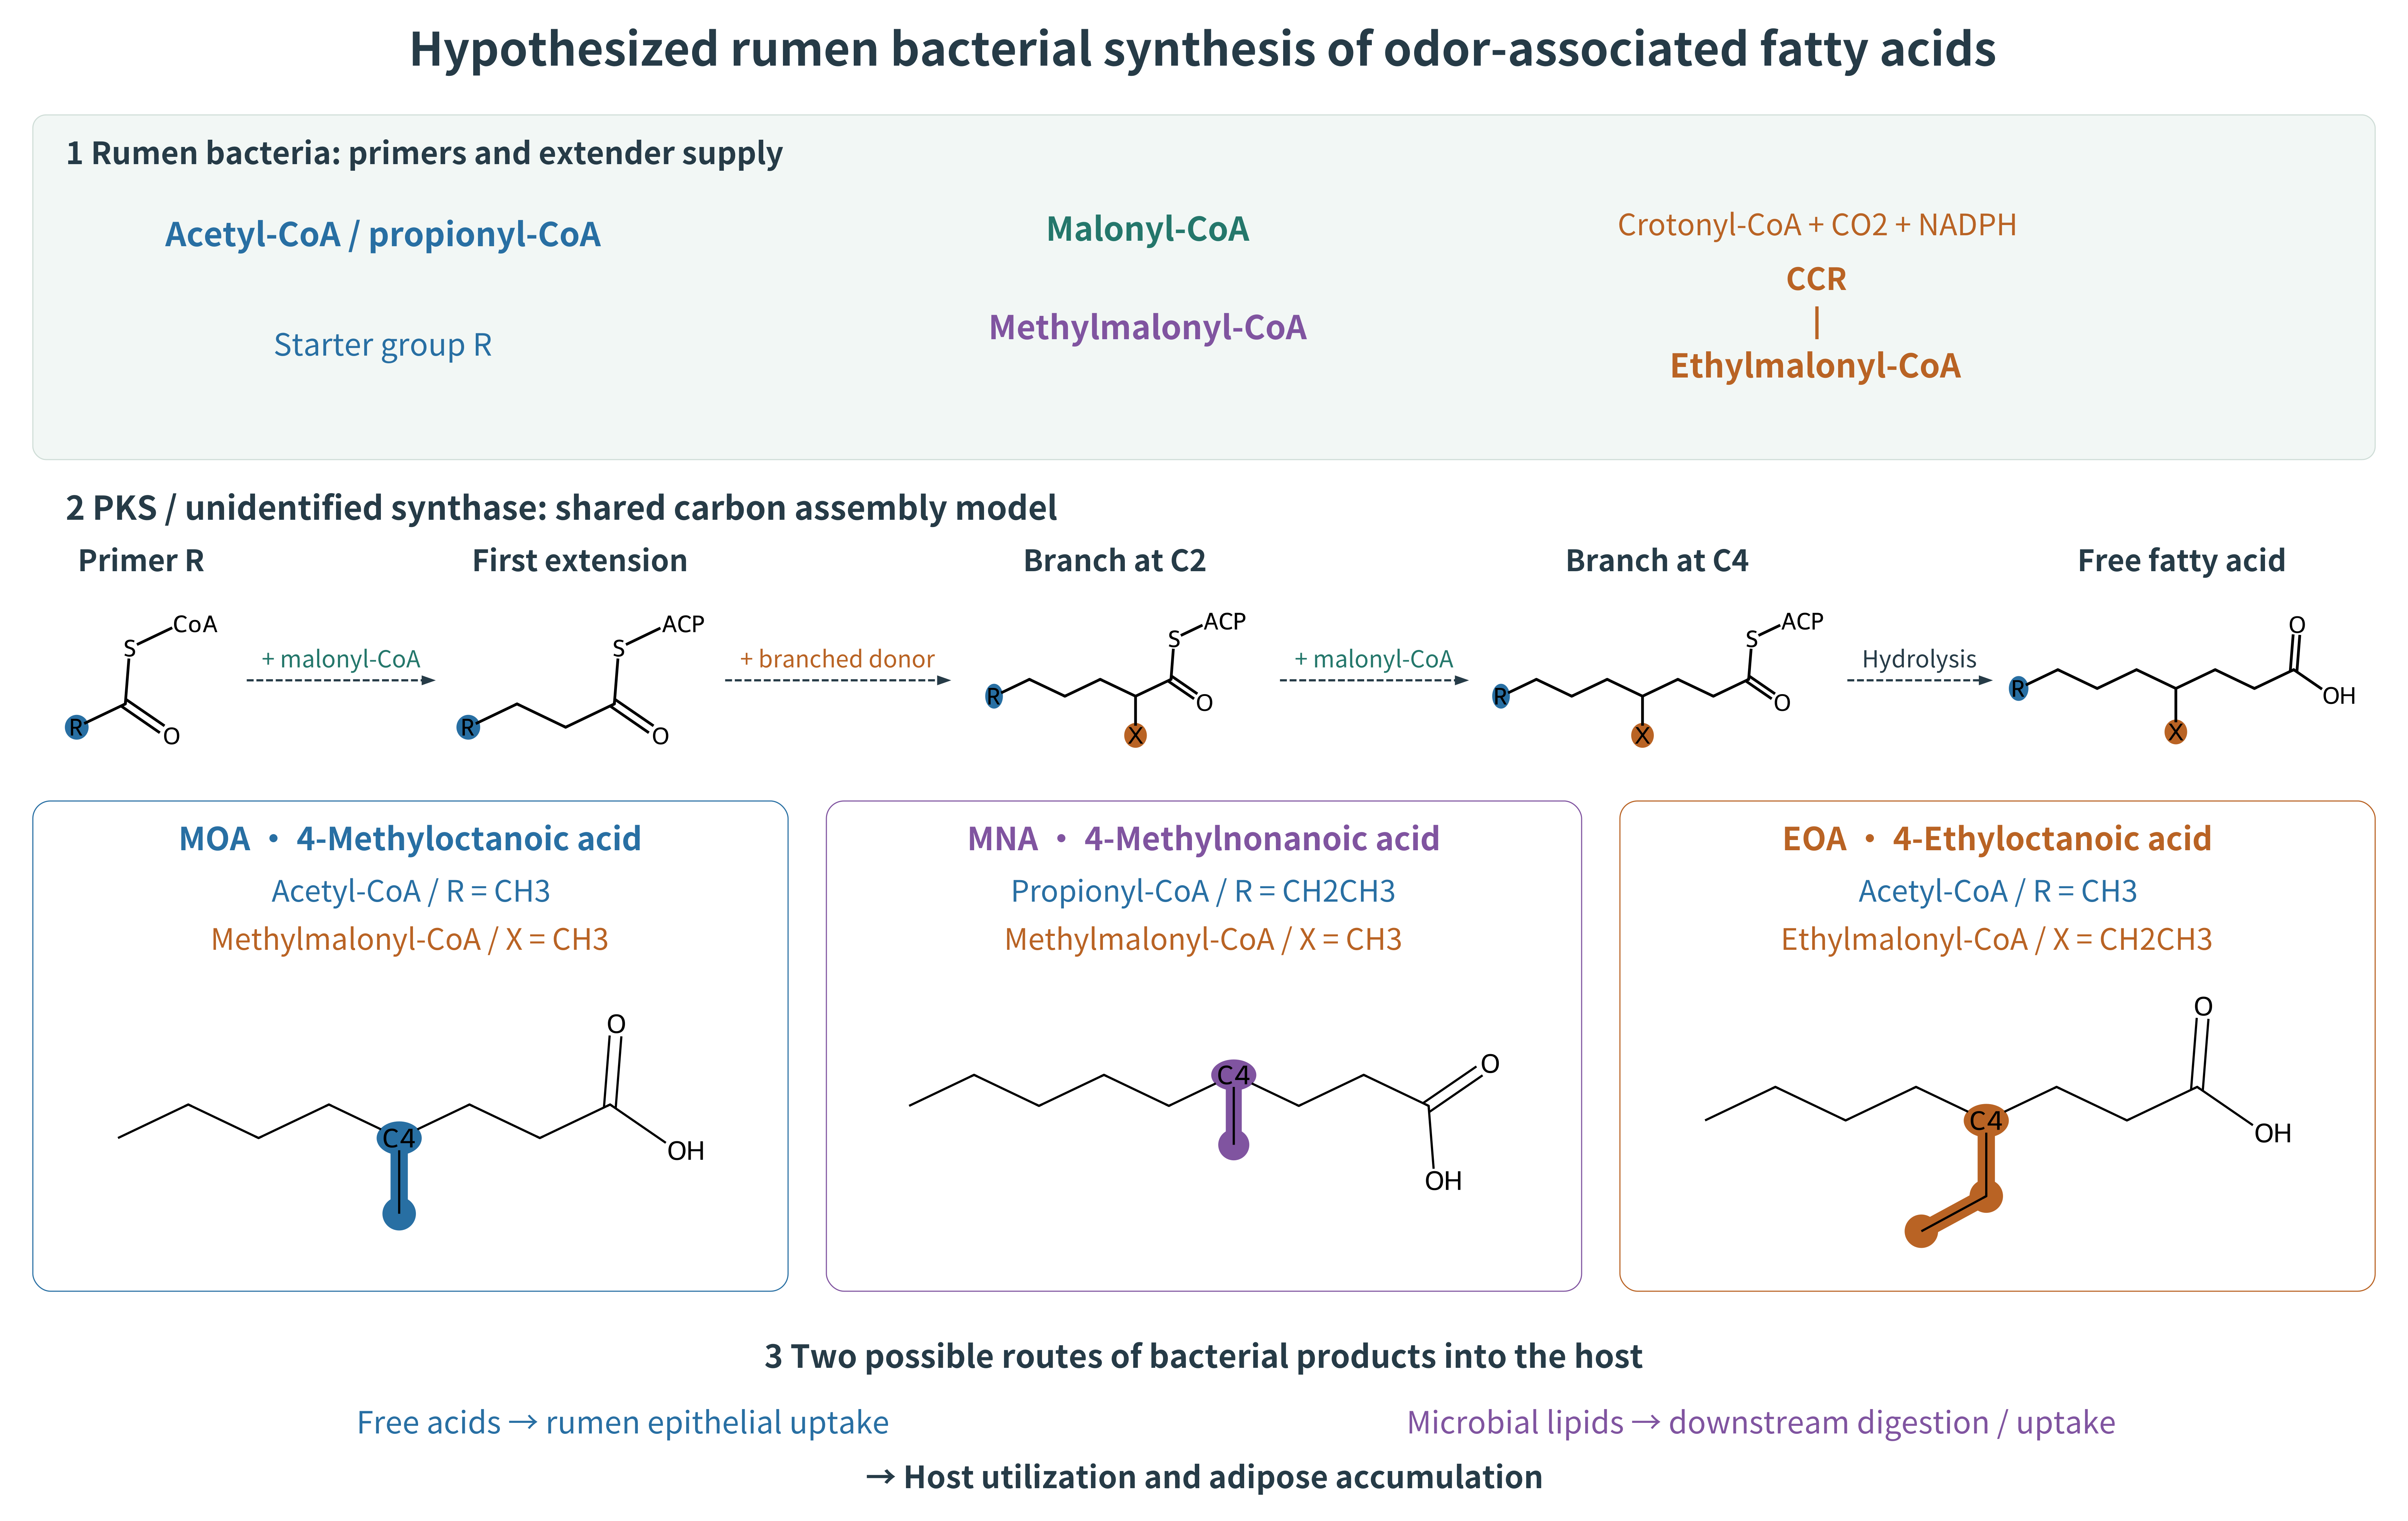 Hypothesized rumen bacterial synthesis of odor-associated fatty acids
1 Rumen bacteria: primers and extender supply
Acetyl-CoA / propionyl-CoA
Starter group R
Malonyl-CoA
Methylmalonyl-CoA
Crotonyl-CoA + CO2 + NADPH
CCR
Ethylmalonyl-CoA
2 PKS / unidentified synthase: shared carbon assembly model
Primer R
First extension
Branch at C2
Branch at C4
Free fatty acid
CoA
S
R
O
+ malonyl-CoA
ACP
S
R
O
+ branched donor
ACP
S
R
O
X
+ malonyl-CoA
ACP
S
R
O
X
Hydrolysis
O
R
OH
X
MOA • 4-Methyloctanoic acid
Acetyl-CoA / R = CH3
Methylmalonyl-CoA / X = CH3
O
C4
OH
MNA • 4-Methylnonanoic acid
Propionyl-CoA / R = CH2CH3
Methylmalonyl-CoA / X = CH3
O
C4
OH
EOA • 4-Ethyloctanoic acid
Acetyl-CoA / R = CH3
Ethylmalonyl-CoA / X = CH2CH3
O
C4
OH
3 Two possible routes of bacterial products into the host
Free acids → rumen epithelial uptake
Microbial lipids → downstream digestion / uptake
→ Host utilization and adipose accumulation